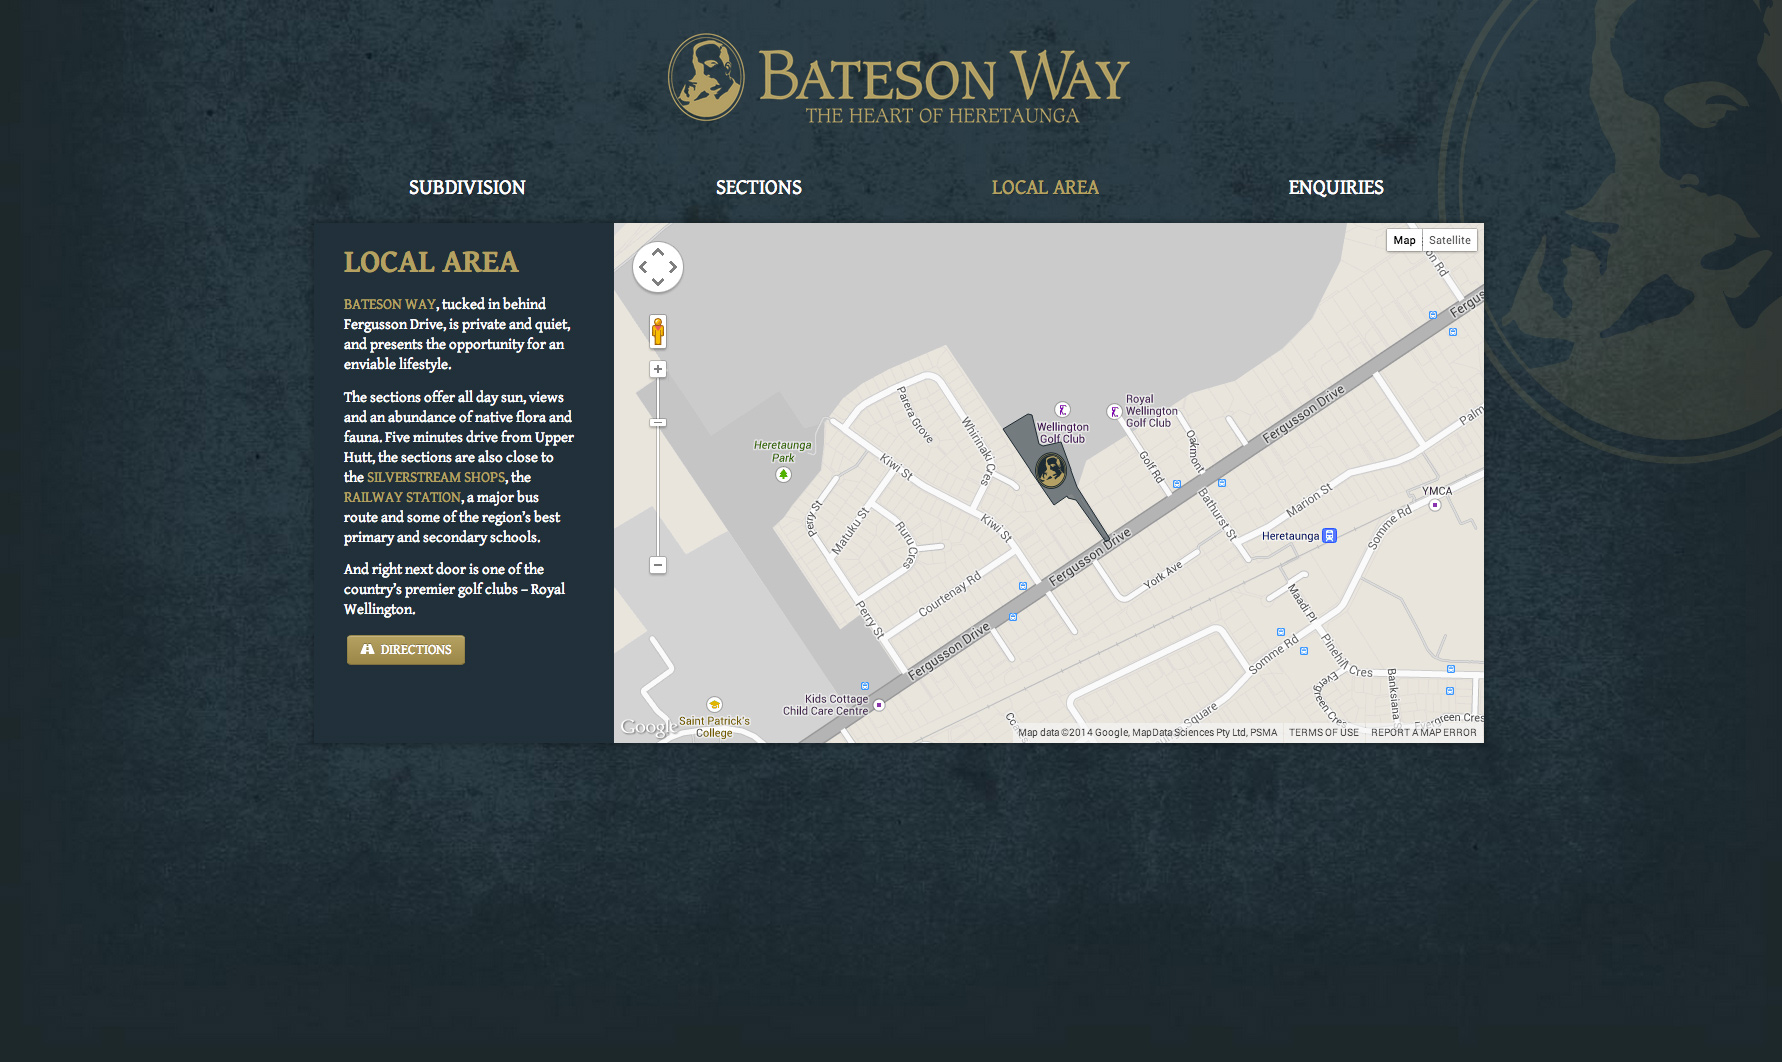 BATESON WAY
THE HEART OF HERETAUNGA
SUBDIVISION
SECTIONS
LOCAL AREA
ENQUIRIES
LOCAL AREA
BATESON WAY, tucked in behind
Fergusson Drive, is private and quiet,
and presents the opportunity for an
enviable lifestyle.
The sections offer all day sun, views
and an abundance of native flora and
fauna. Five minutes drive from Upper
Hutt, the sections are also close to
the SILVERSTREAM SHOPS, the
RAILWAY STATION, a major bus
route and some of the region's best
primary and secondary schools.
And right next door is one of the
country's premier golf clubs – Royal
Wellington.
DIRECTIONS
Map
Satellite
on Rd
Fergus
Fergusson Drive
Palm
Parera Grove
Whirinaki Cres
Wellington
Golf Club
Royal
Wellington
Golf Club
Oakmont
Golf Rd
Heretaunga
Park
Kiwi St
Perry St
Matuku St
Ruru Cres
Kiwi St
Bathurst St
Marion St
YMCA
Somme Rd
Heretaunga
Fergusson Drive
York Ave
Courtenay Rd
Perry St
Maadi Pl
Fergusson Drive
Somme Rd
Pinehill Cres
Evergreen Cres
Banksiana
Evergreen Cres
Kids Cottage
Child Care Centre
Saint Patrick's
College
Square
Google
Map data ©2014 Google, MapData Sciences Pty Ltd, PSMA
TERMS OF USE
REPORT A MAP ERROR